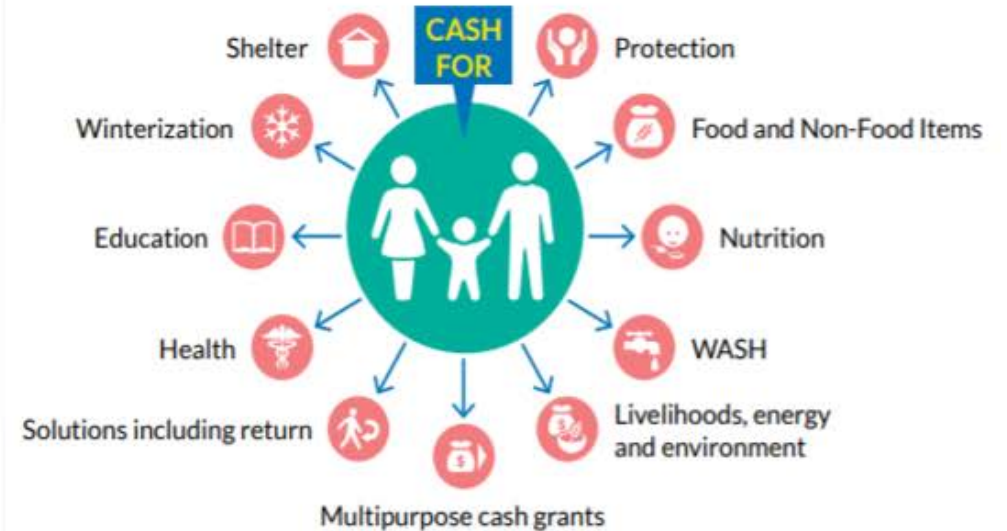 CASH
FOR
Shelter
Protection
Winterization
Food and Non-Food Items
Education
Nutrition
Health
WASH
Solutions including return
Livelihoods, energy
and environment
Multipurpose cash grants